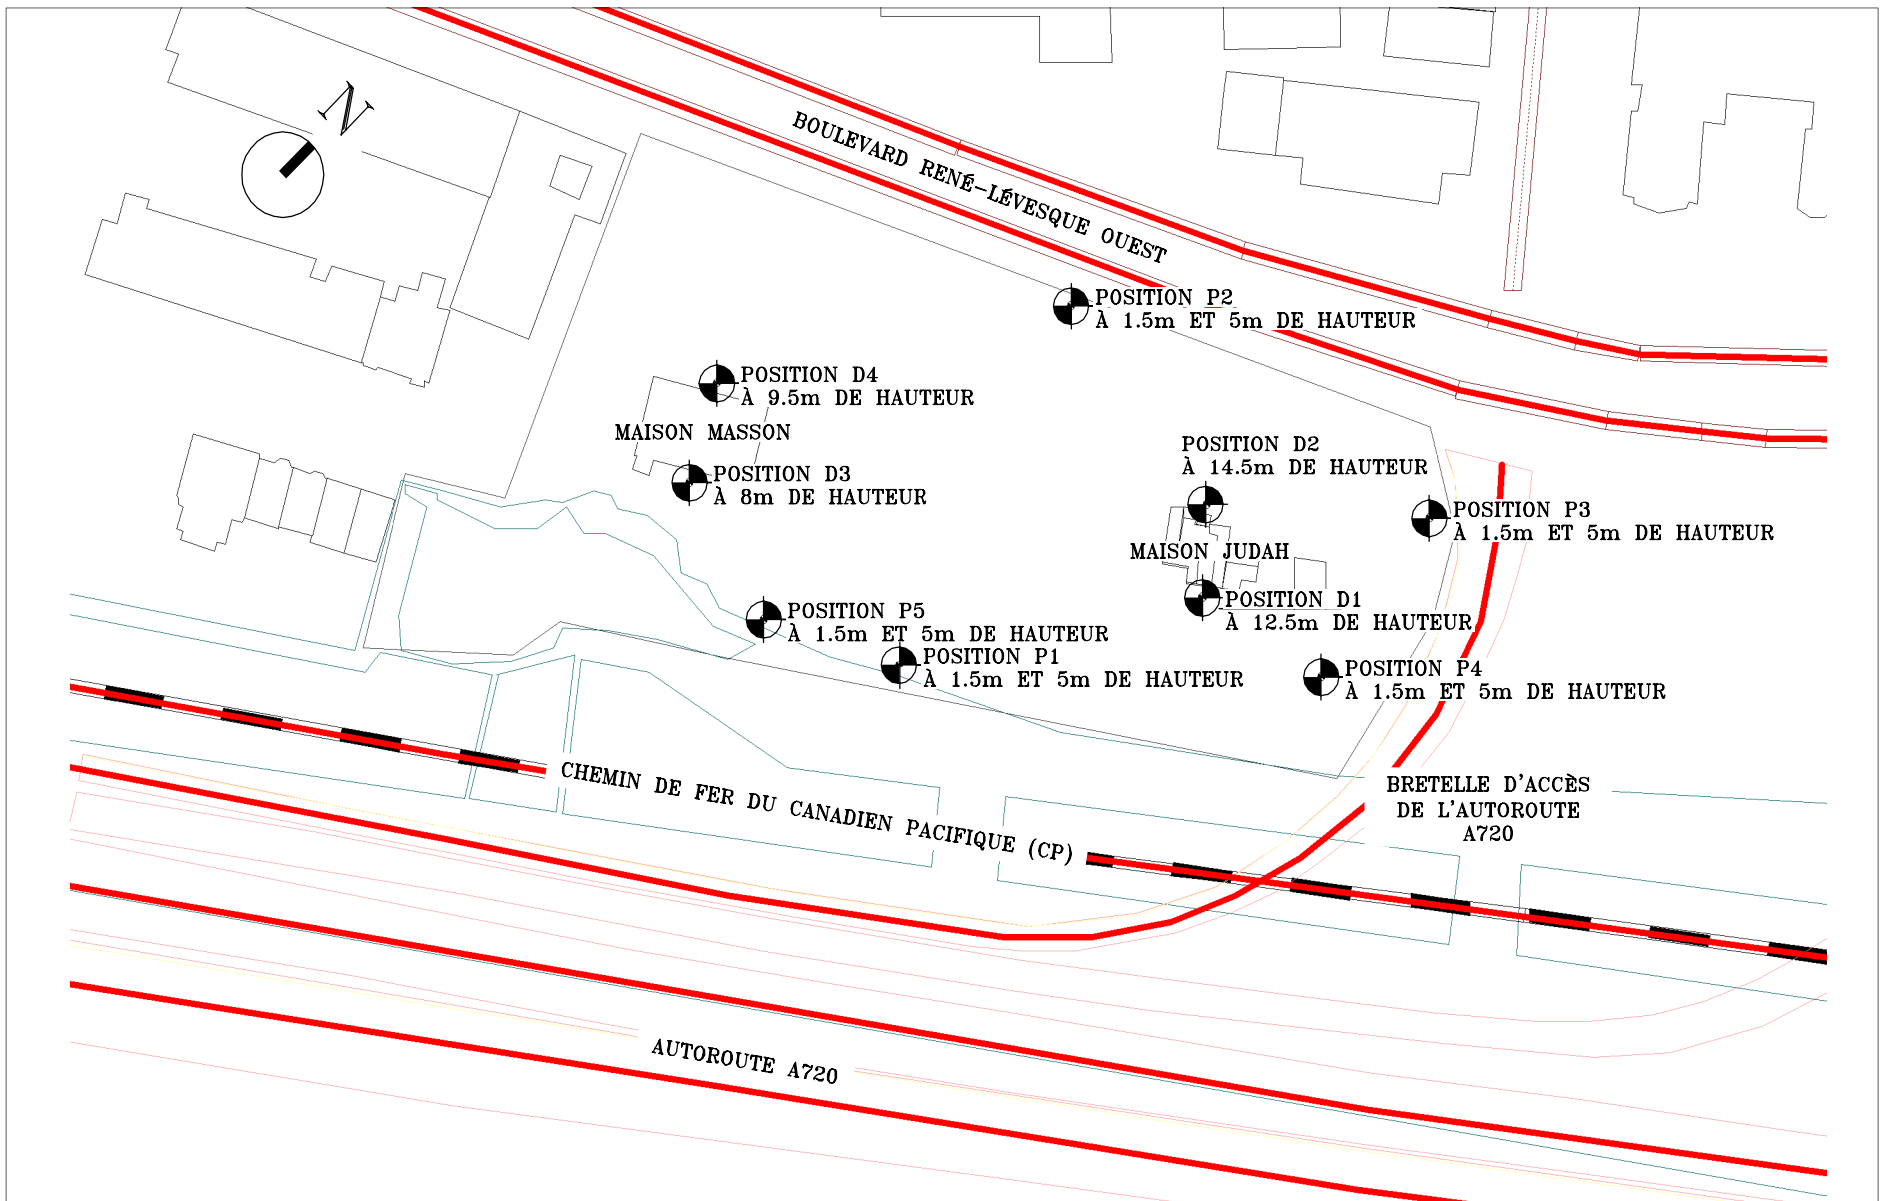 N
BOULEVARD RENÉ-LÉVESQUE OUEST
POSITION P2
À 1.5m ET 5m DE HAUTEUR
POSITION D4
À 9.5m DE HAUTEUR
MAISON MASSON
POSITION D3
À 8m DE HAUTEUR
POSITION D2
À 14.5m DE HAUTEUR
POSITION P3
À 1.5m ET 5m DE HAUTEUR
MAISON JUDAH
POSITION D1
À 12.5m DE HAUTEUR
POSITION P5
À 1.5m ET 5m DE HAUTEUR
POSITION P1
À 1.5m ET 5m DE HAUTEUR
POSITION P4
À 1.5m ET 5m DE HAUTEUR
CHEMIN DE FER DU CANADIEN PACIFIQUE (CP)
BRETELLE D'ACCÈS
DE L'AUTOROUTE
A720
AUTOROUTE A720